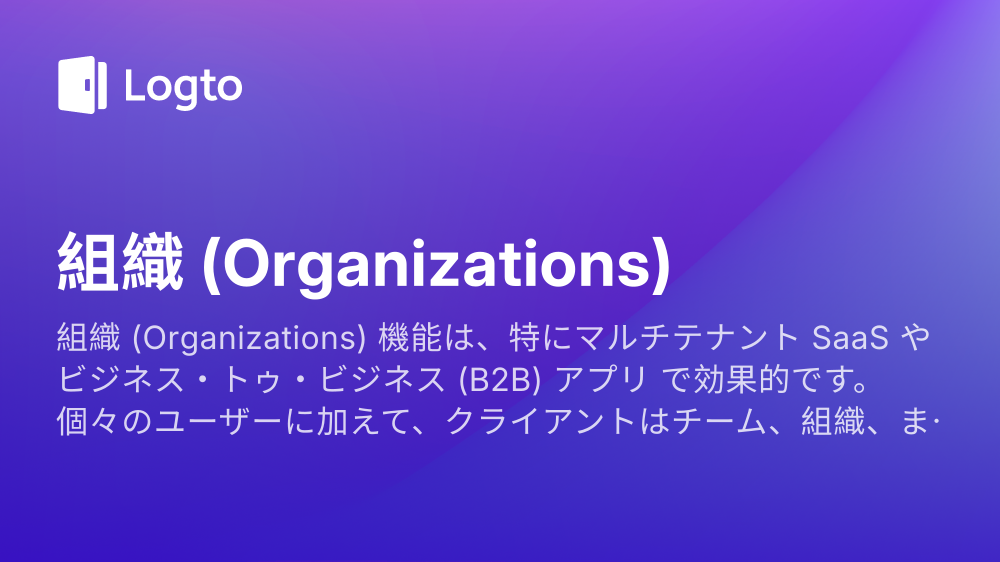 Logto
組織 (Organizations)
組織 (Organizations) 機能は、特にマルチテナント SaaS や
ビジネス・トゥ・ビジネス (B2B) アプリ で効果的です。
個々のユーザーに加えて、クライアントはチーム、組織、ま·